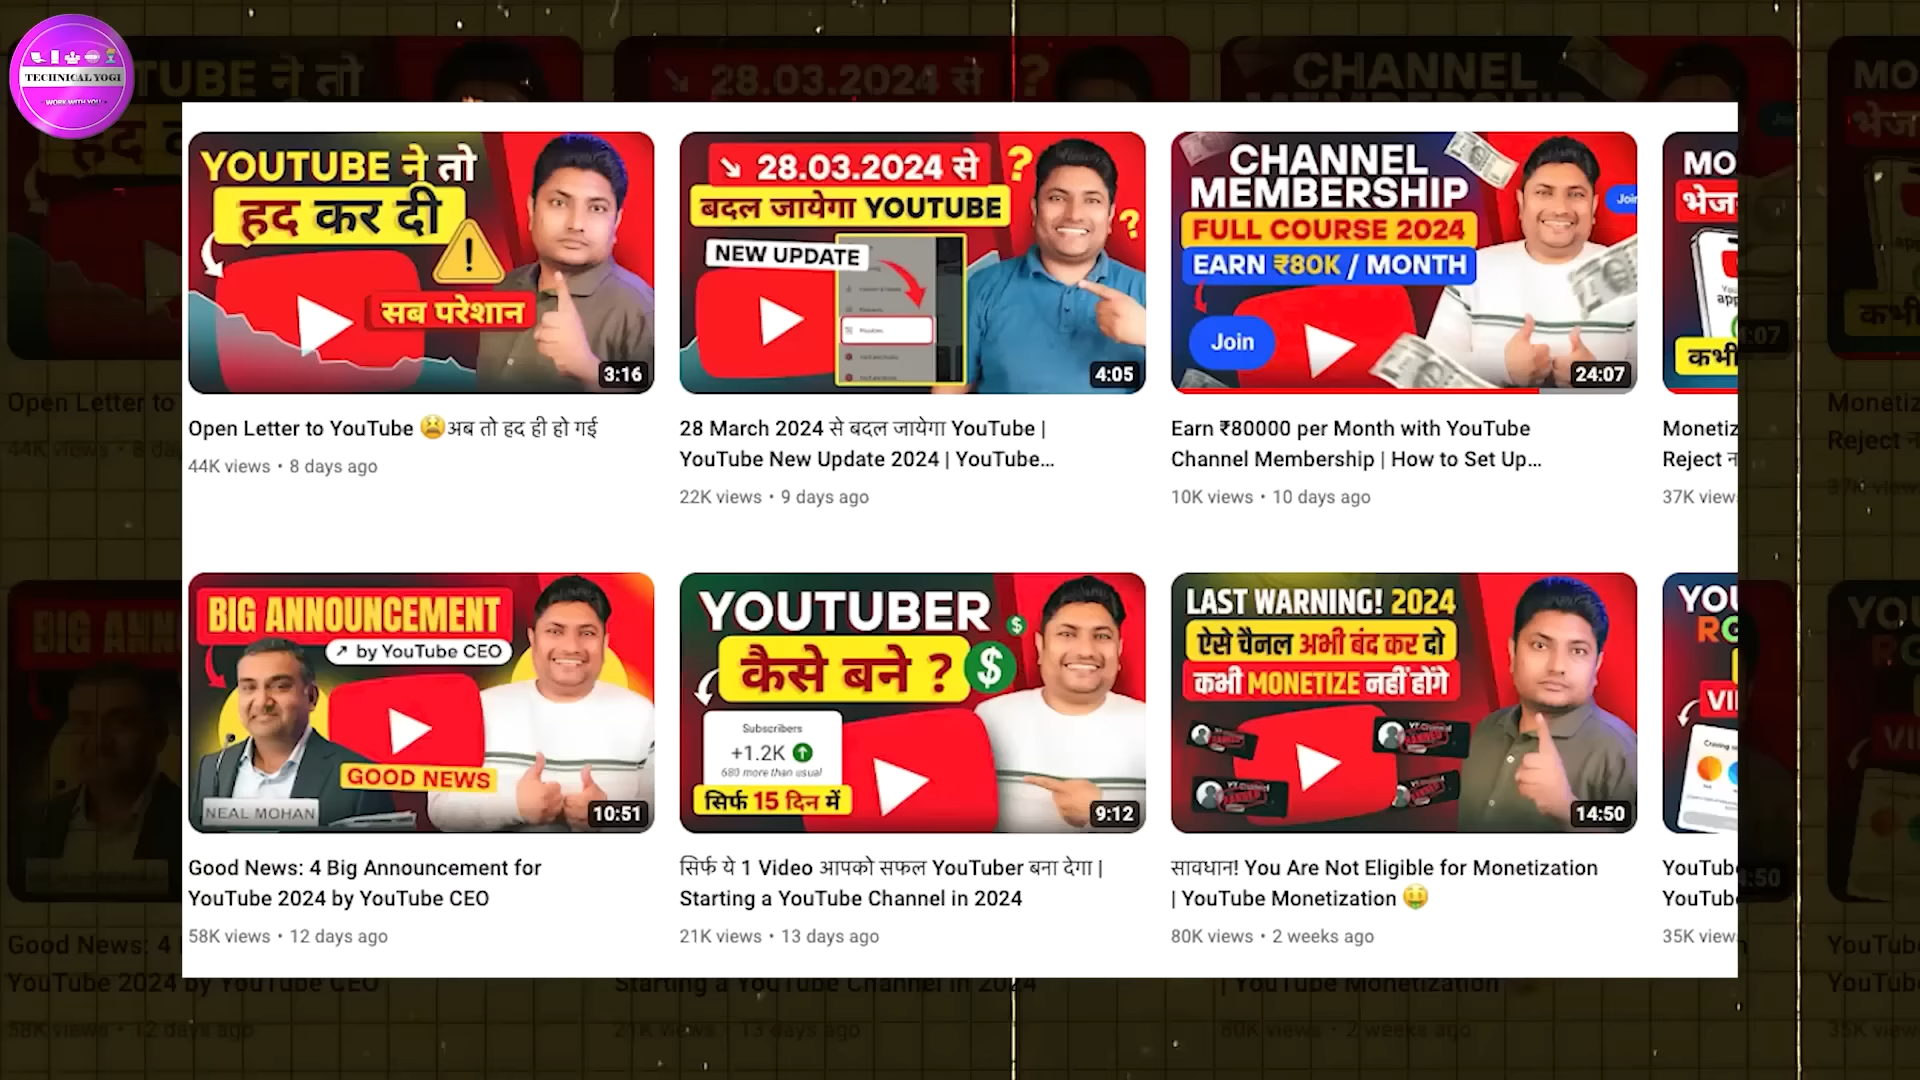 TECHNICAL YOGI
WORK WITH YOU
YOUTUBE ने तो
हद कर दी
सब परेशान
3:16
Open Letter to YouTube 😫अब तो हद ही हो गई
44K views • 8 days ago
28.03.2024 से
बदल जायेगा YOUTUBE
NEW UPDATE
4:05
28 March 2024 से बदल जायेगा YouTube |
YouTube New Update 2024 | YouTube...
22K views • 9 days ago
CHANNEL
MEMBERSHIP
FULL COURSE 2024
EARN ₹80K / MONTH
Join
24:07
Earn ₹80000 per Month with YouTube
Channel Membership | How to Set Up...
10K views • 10 days ago
BIG ANNOUNCEMENT
by YouTube CEO
GOOD NEWS
NEAL MOHAN
10:51
Good News: 4 Big Announcement for
YouTube 2024 by YouTube CEO
58K views • 12 days ago
YOUTUBER
कैसे बने ?
$
Subscribers
+1.2K
680 more than usual
सिर्फ 15 दिन में
9:12
सिर्फ ये 1 Video आपको सफल YouTuber बना देगा |
Starting a YouTube Channel in 2024
21K views • 13 days ago
LAST WARNING! 2024
ऐसे चैनल अभी बंद कर दो
कभी MONETIZE नहीं होंगे
14:50
सावधान! You Are Not Eligible for Monetization
| YouTube Monetization 🤑
80K views • 2 weeks ago